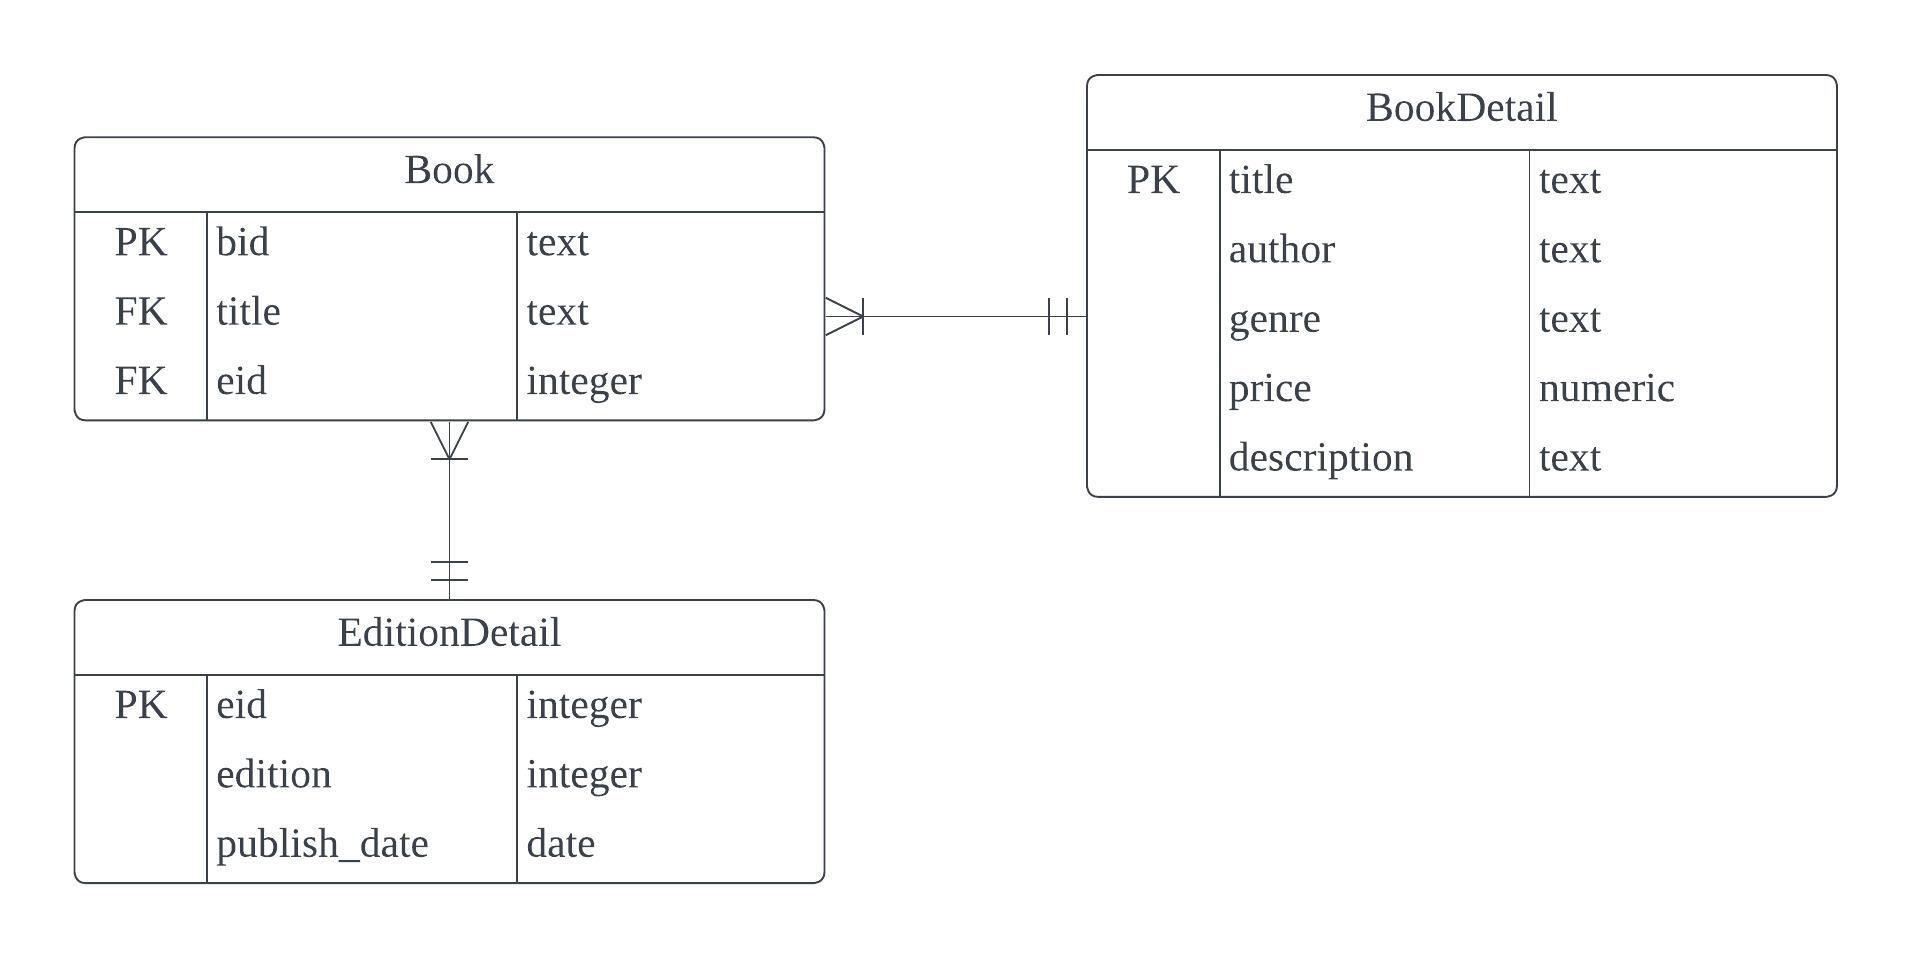 Book
PK bid text
FK title text
FK eid integer
BookDetail
PK title text
author text
genre text
price numeric
description text
EditionDetail
PK eid integer
edition integer
publish_date date